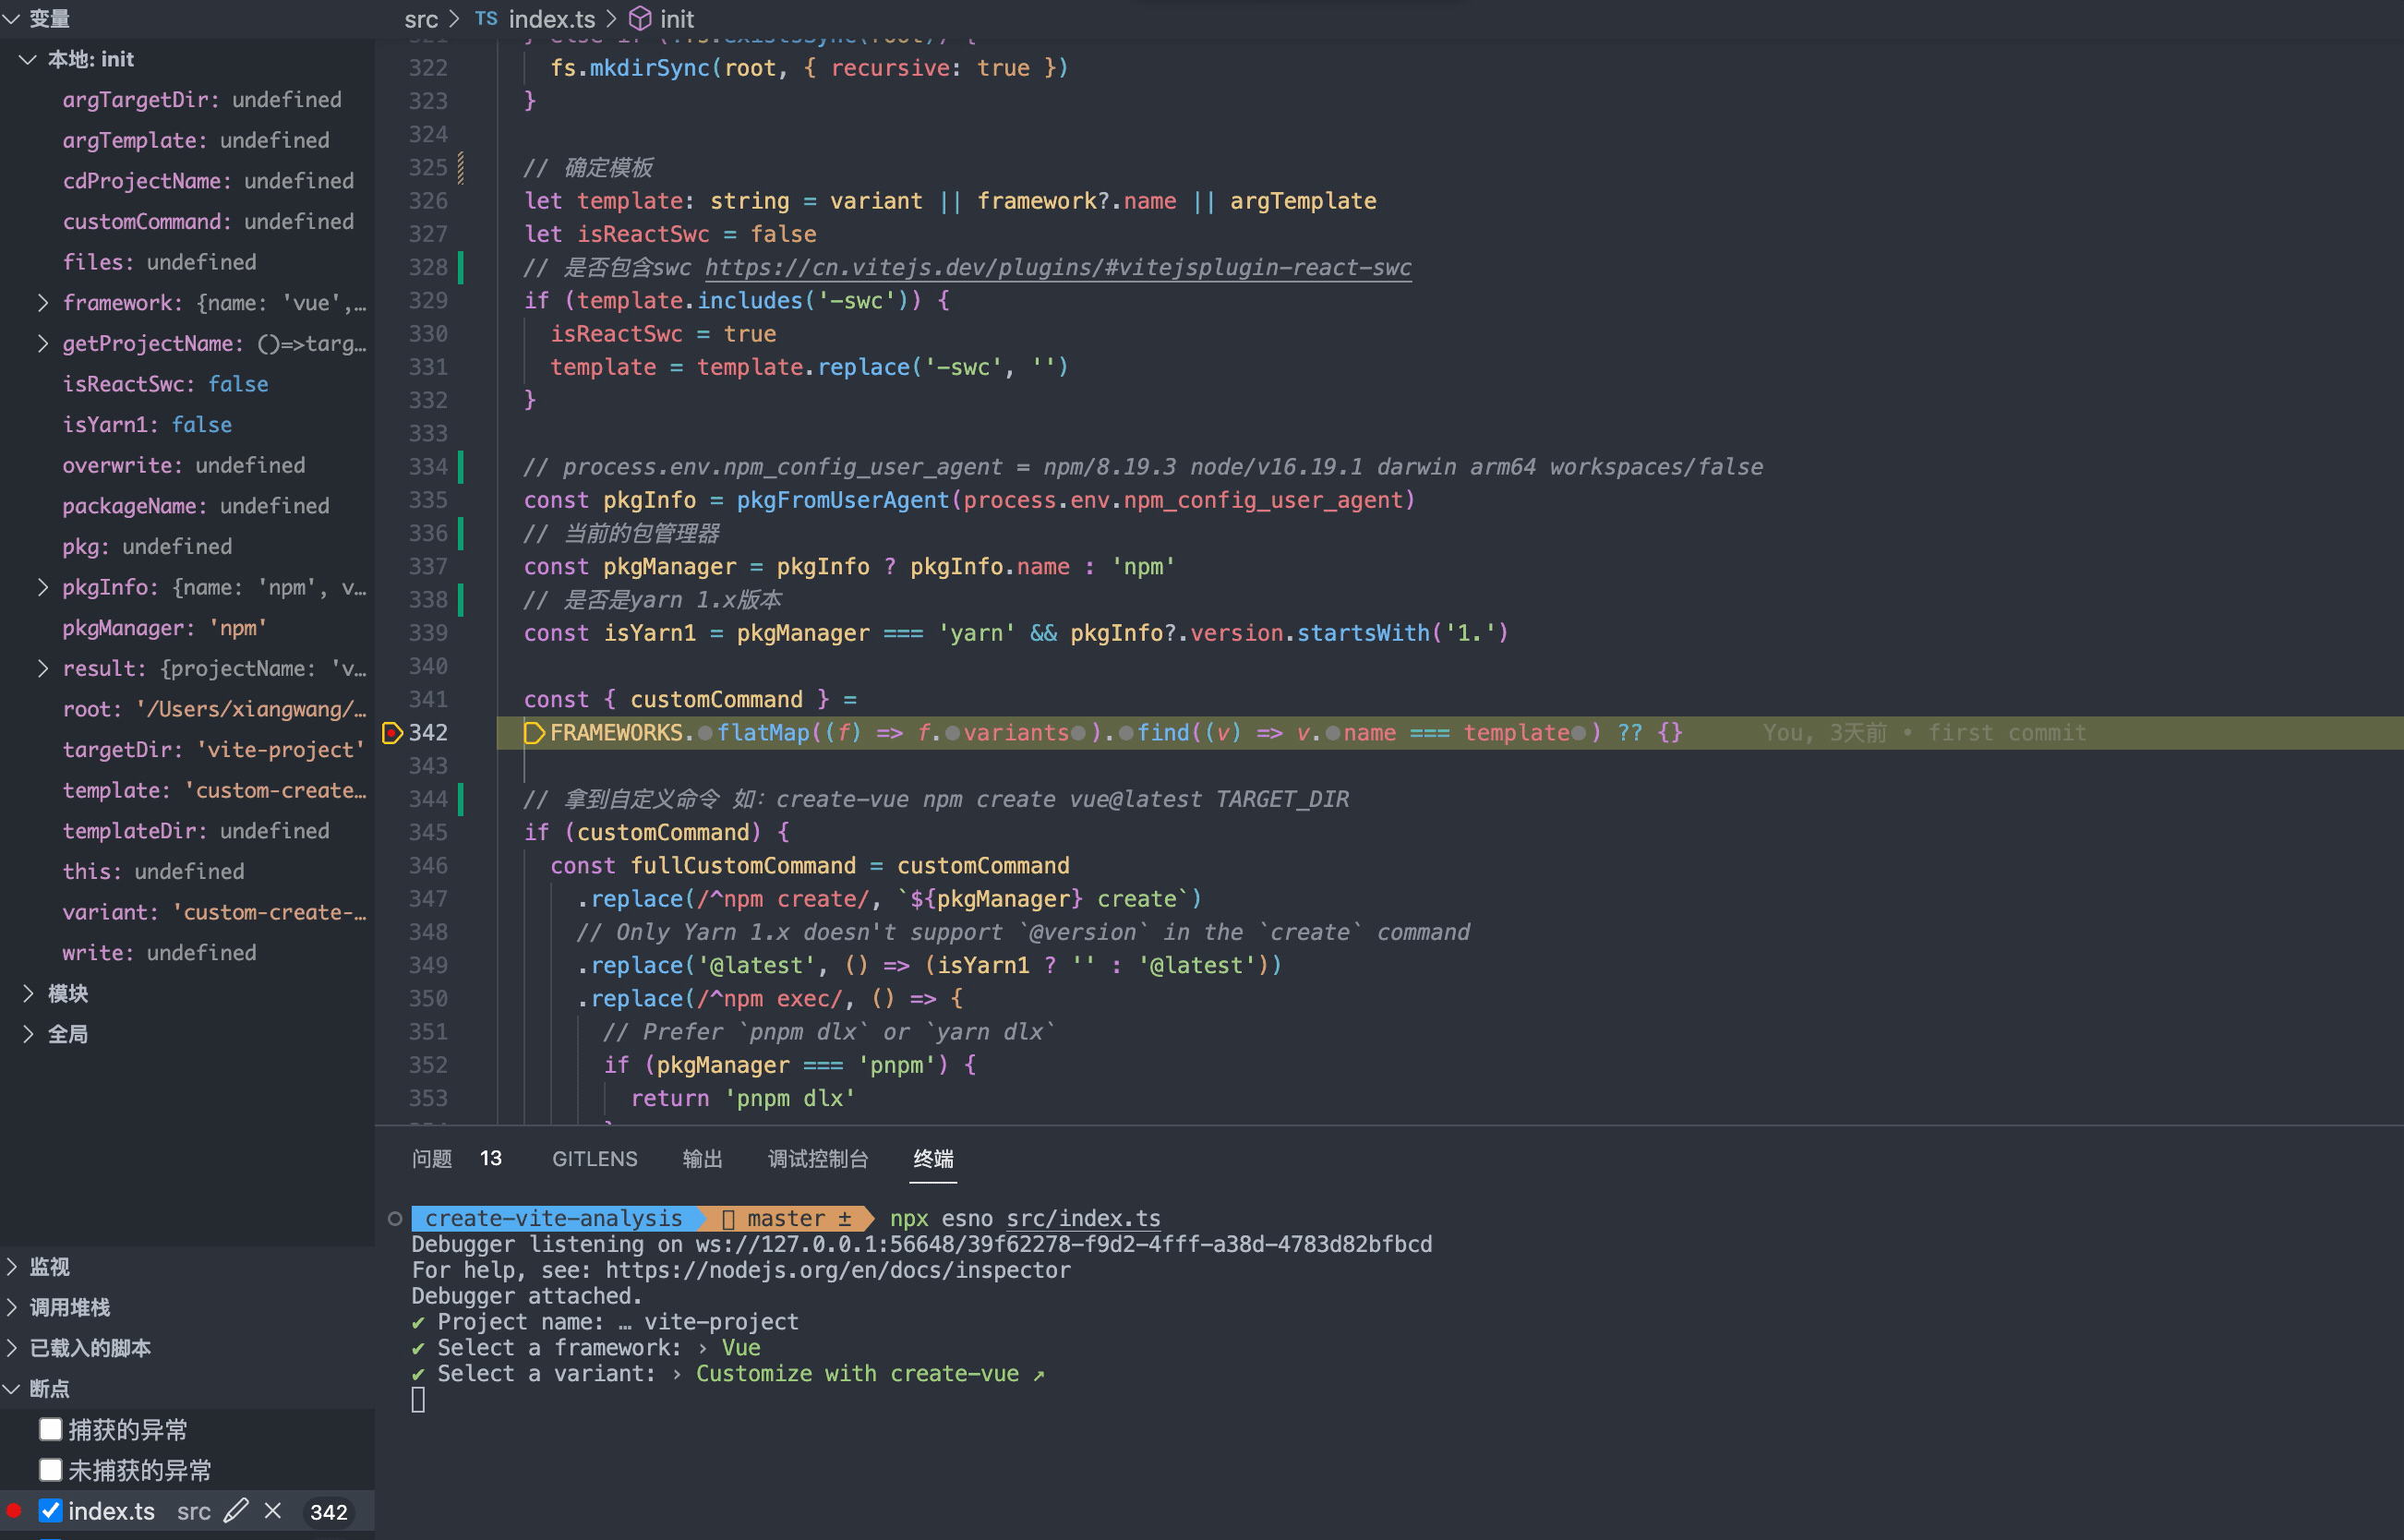 变量
本地: init
argTargetDir: undefined
argTemplate: undefined
cdProjectName: undefined
customCommand: undefined
files: undefined
framework: {name: 'vue',…
getProjectName: ()=>targ…
isReactSwc: false
isYarn1: false
overwrite: undefined
packageName: undefined
pkg: undefined
pkgInfo: {name: 'npm', v…
pkgManager: 'npm'
result: {projectName: 'v…
root: '/Users/xiangwang/…
targetDir: 'vite-project'
template: 'custom-create…
templateDir: undefined
this: undefined
variant: 'custom-create-…
write: undefined
模块
全局
监视
调用堆栈
已载入的脚本
断点
捕获的异常
未捕获的异常
index.ts src 342
src > TS index.ts > init
321 } else if (!fs.existsSync(root)) {
322 fs.mkdirSync(root, { recursive: true })
323 }
324
325 // 确定模板
326 let template: string = variant || framework?.name || argTemplate
327 let isReactSwc = false
328 // 是否包含swc https://cn.vitejs.dev/plugins/#vitejsplugin-react-swc
329 if (template.includes('-swc')) {
330 isReactSwc = true
331 template = template.replace('-swc', '')
332 }
333
334 // process.env.npm_config_user_agent = npm/8.19.3 node/v16.19.1 darwin arm64 workspaces/false
335 const pkgInfo = pkgFromUserAgent(process.env.npm_config_user_agent)
336 // 当前的包管理器
337 const pkgManager = pkgInfo ? pkgInfo.name : 'npm'
338 // 是否是yarn 1.x版本
339 const isYarn1 = pkgManager === 'yarn' && pkgInfo?.version.startsWith('1.')
340
341 const { customCommand } =
342 FRAMEWORKS.flatMap((f) => f.variants).find((v) => v.name === template) ?? {} You, 3天前 • first commit
343
344 // 拿到自定义命令 如：create-vue npm create vue@latest TARGET_DIR
345 if (customCommand) {
346 const fullCustomCommand = customCommand
347 .replace(/^npm create/, `${pkgManager} create`)
348 // Only Yarn 1.x doesn't support `@version` in the `create` command
349 .replace('@latest', () => (isYarn1 ? '' : '@latest'))
350 .replace(/^npm exec/, () => {
351 // Prefer `pnpm dlx` or `yarn dlx`
352 if (pkgManager === 'pnpm') {
353 return 'pnpm dlx'
问题 13 GITLENS 输出 调试控制台 终端
create-vite-analysis master ± npx esno src/index.ts
Debugger listening on ws://127.0.0.1:56648/39f62278-f9d2-4fff-a38d-4783d82bfbcd
For help, see: https://nodejs.org/en/docs/inspector
Debugger attached.
✔ Project name: … vite-project
✔ Select a framework: › Vue
✔ Select a variant: › Customize with create-vue ↗